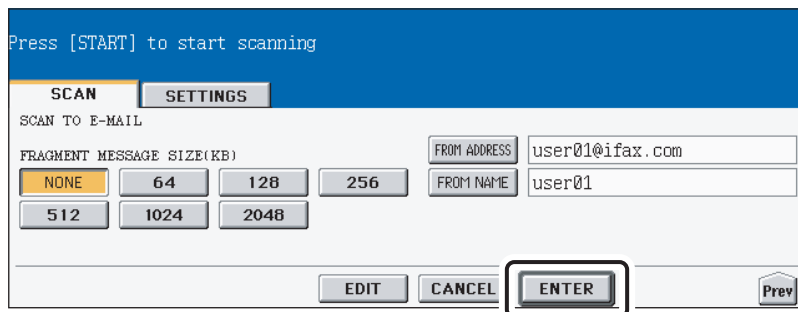 Press [START] to start scanning
SCAN SETTINGS
SCAN TO E-MAIL
FRAGMENT MESSAGE SIZE(KB)
FROM ADDRESS user01@ifax.com
NONE 64 128 256 FROM NAME user01
512 1024 2048
EDIT CANCEL ENTER Prev